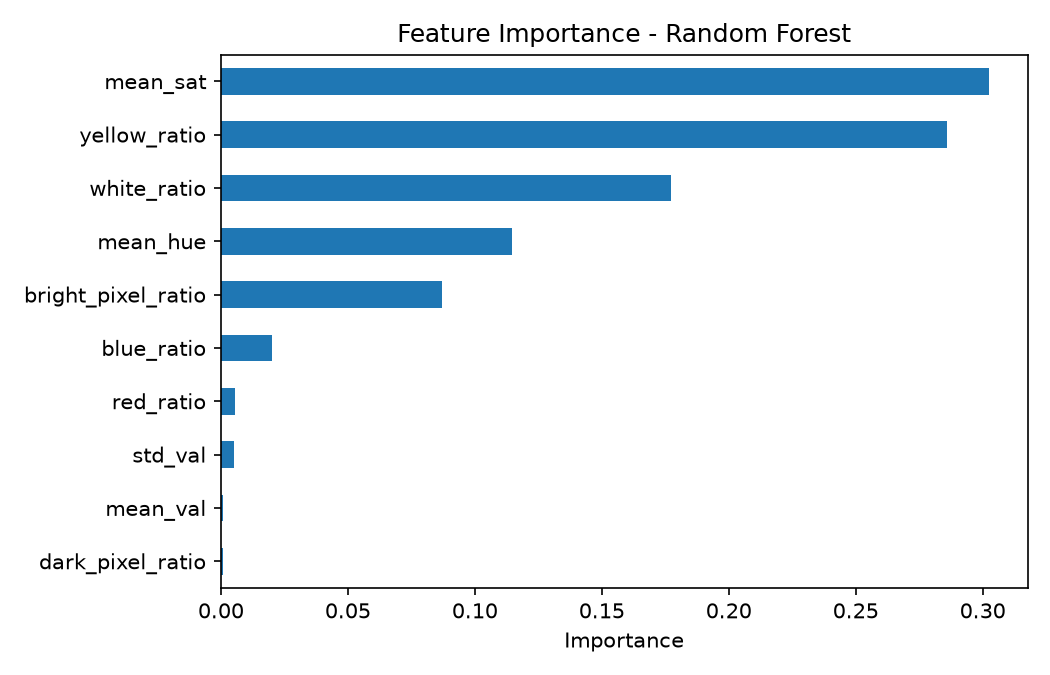 Feature Importance - Random Forest
mean_sat
yellow_ratio
white_ratio
mean_hue
bright_pixel_ratio
blue_ratio
red_ratio
std_val
mean_val
dark_pixel_ratio
0.00 0.05 0.10 0.15 0.20 0.25 0.30
Importance